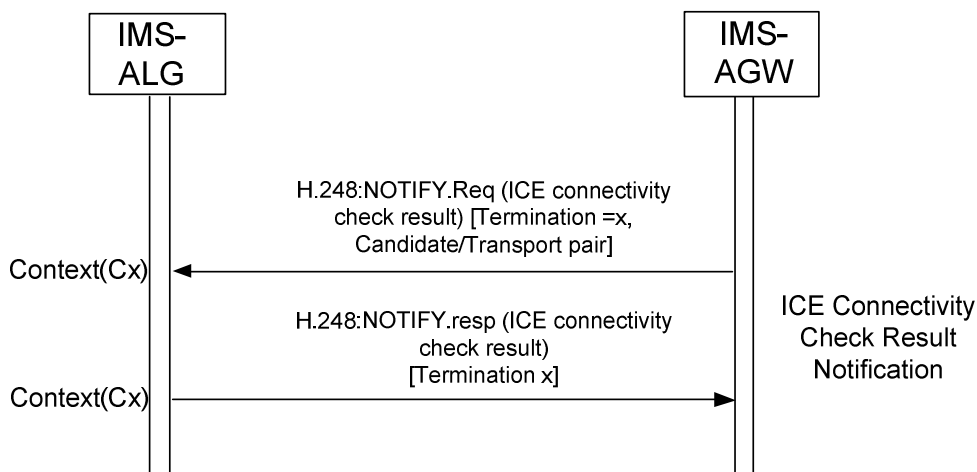 IMS-
ALG
IMS-
AGW
H.248:NOTIFY.Req (ICE connectivity
check result) [Termination =x,
Candidate/Transport pair]
Context(Cx)
H.248:NOTIFY.resp (ICE connectivity
check result)
[Termination x]
Context(Cx)
ICE Connectivity
Check Result
Notification